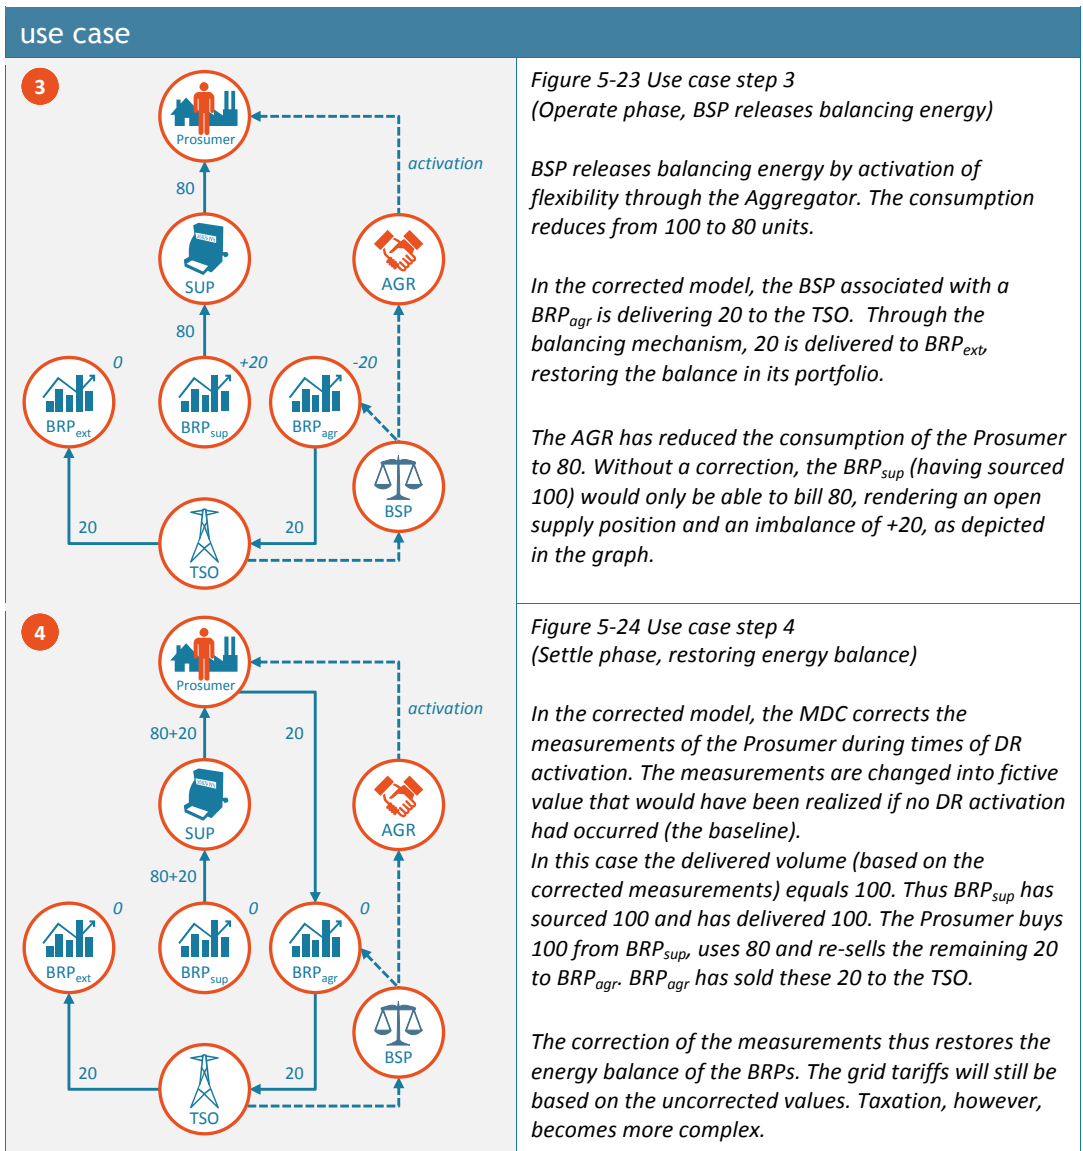 use case
3
Prosumer
activation
80
SUP
AGR
80
0
+20
-20
BRPext
BRPsup
BRPagr
BSP
20
20
TSO
Figure 5-23 Use case step 3
(Operate phase, BSP releases balancing energy)
BSP releases balancing energy by activation of
flexibility through the Aggregator. The consumption
reduces from 100 to 80 units.
In the corrected model, the BSP associated with a
BRPagr is delivering 20 to the TSO. Through the
balancing mechanism, 20 is delivered to BRPext,
restoring the balance in its portfolio.
The AGR has reduced the consumption of the Prosumer
to 80. Without a correction, the BRPsup (having sourced
100) would only be able to bill 80, rendering an open
supply position and an imbalance of +20, as depicted
in the graph.
4
Prosumer
activation
80+20
20
SUP
AGR
80+20
0
0
0
BRPext
BRPsup
BRPagr
BSP
20
20
TSO
Figure 5-24 Use case step 4
(Settle phase, restoring energy balance)
In the corrected model, the MDC corrects the
measurements of the Prosumer during times of DR
activation. The measurements are changed into fictive
value that would have been realized if no DR activation
had occurred (the baseline).
In this case the delivered volume (based on the
corrected measurements) equals 100. Thus BRPsup has
sourced 100 and has delivered 100. The Prosumer buys
100 from BRPsup, uses 80 and re-sells the remaining 20
to BRPagr. BRPagr has sold these 20 to the TSO.
The correction of the measurements thus restores the
energy balance of the BRPs. The grid tariffs will still be
based on the uncorrected values. Taxation, however,
becomes more complex.